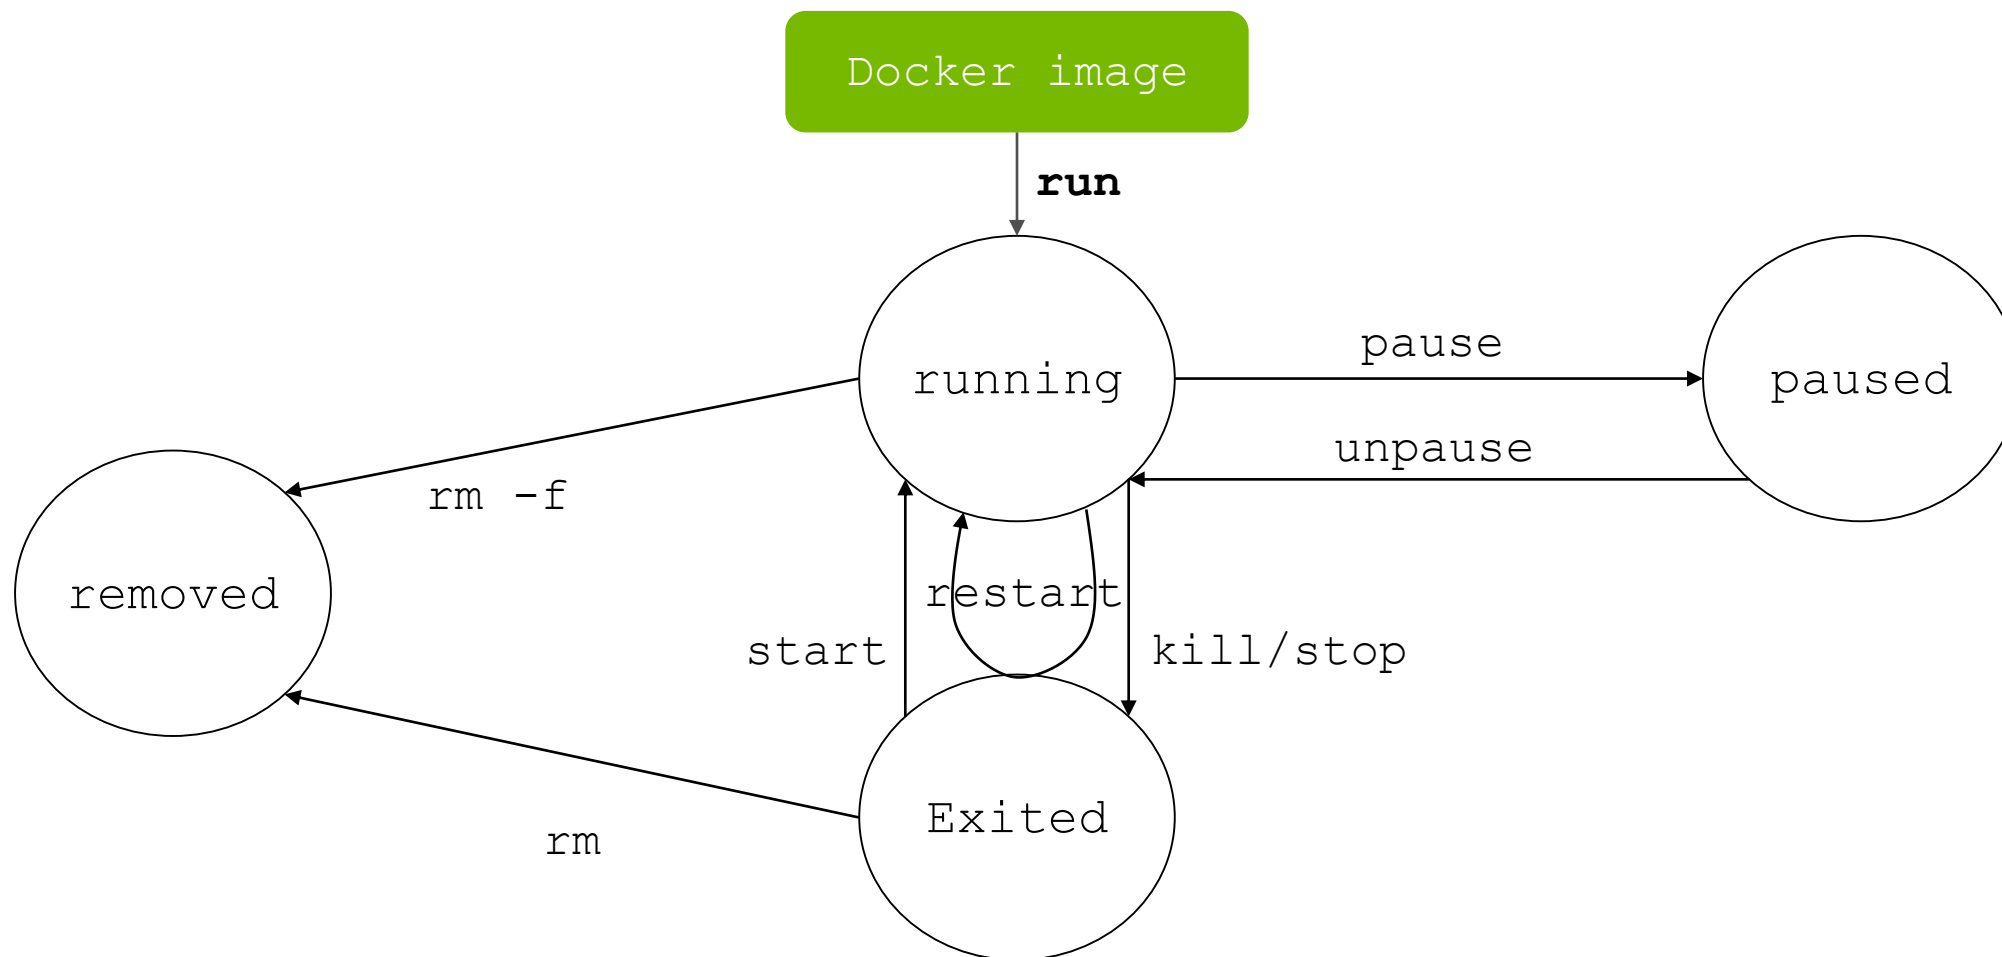 Docker image
run
pause
running
paused
unpause
rm -f
removed
restart
start
kill/stop
Exited
rm